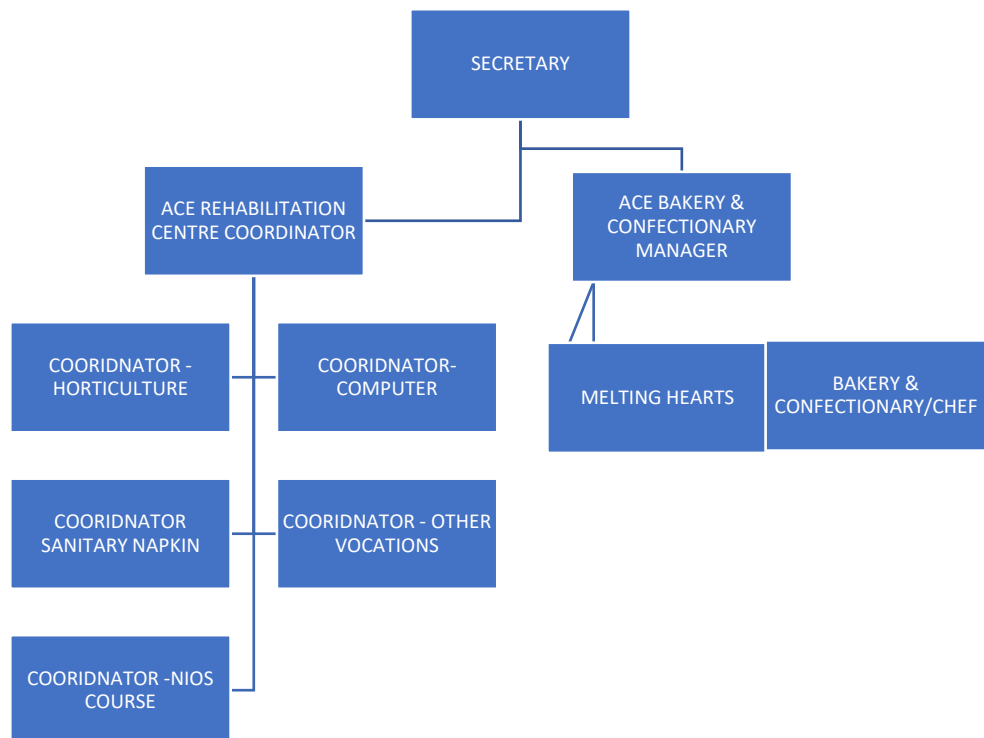 SECRETARY
ACE REHABILITATION
CENTRE COORDINATOR
ACE BAKERY &
CONFECTIONARY
MANAGER
COORIDNATOR -
HORTICULTURE
COORIDNATOR-
COMPUTER
MELTING HEARTS
BAKERY &
CONFECTIONARY/CHEF
COORIDNATOR
SANITARY NAPKIN
COORIDNATOR - OTHER
VOCATIONS
COORIDNATOR -NIOS
COURSE